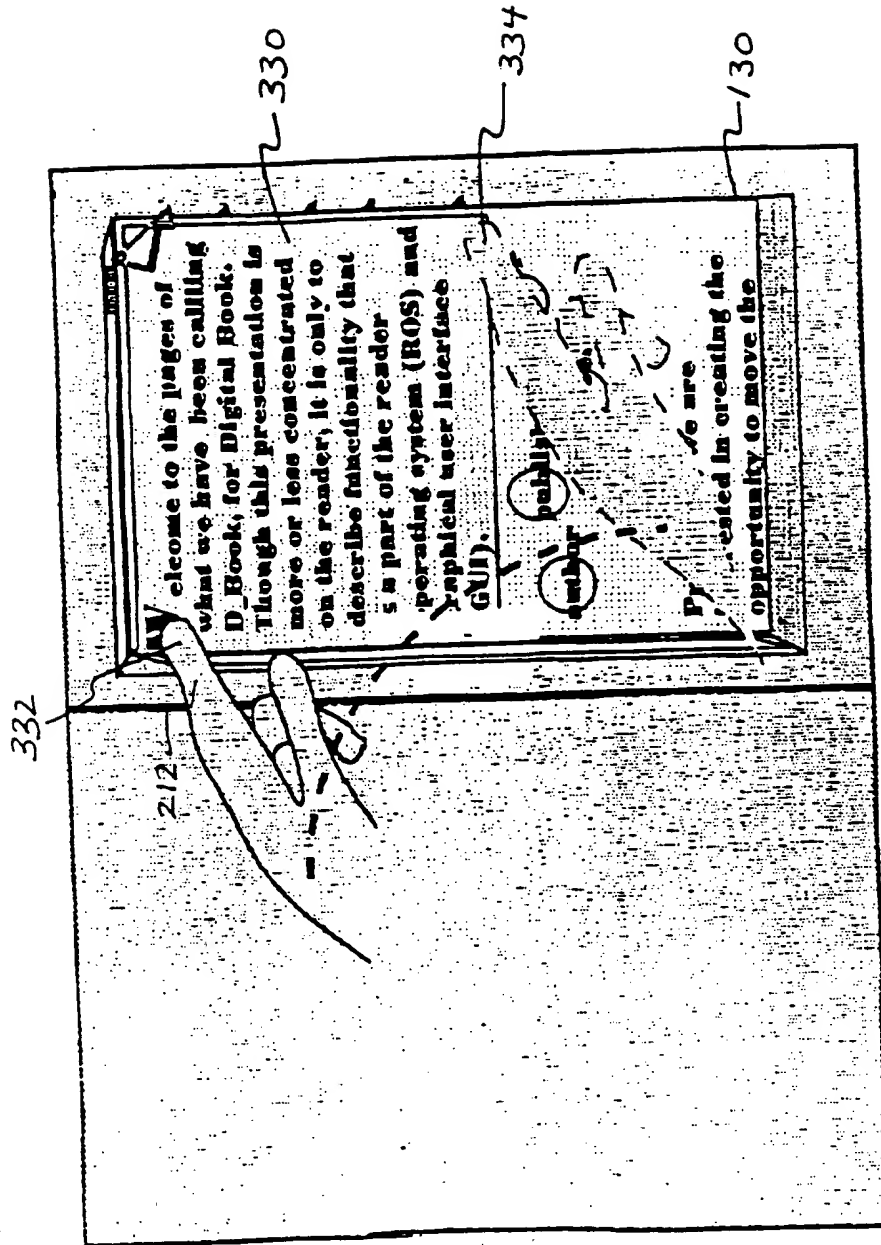 elcome to the pages of
what we have been calling
D_Book, for Digital Book.
Though this presentation is
more or less concentrated
on the reader, it is only to
describe functionality that
s a part of the reader
perating system (ROS) and
raphical user interface
GUI).
author publis
We are
ested in creating the
opportunity to move the
330
334
130
332
212